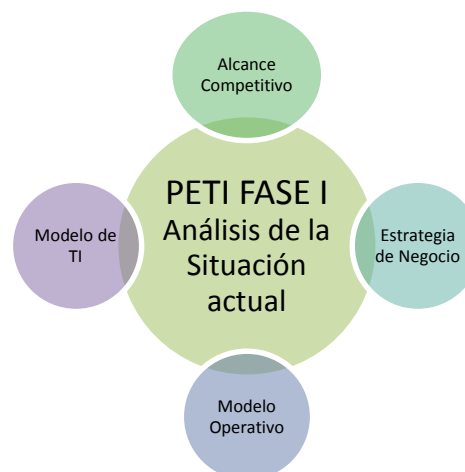 Alcance
Competitivo
PETI FASE I
Análisis de la
Situación
actual
Modelo de
TI
Estrategia
de Negocio
Modelo
Operativo